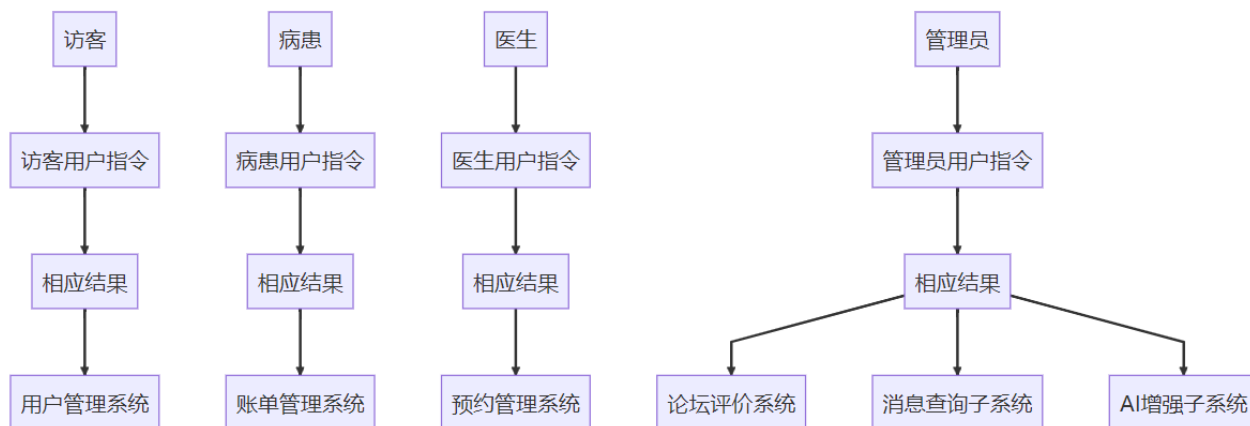 访客
病患
医生
管理员
访客用户指令
病患用户指令
医生用户指令
管理员用户指令
相应结果
相应结果
相应结果
相应结果
用户管理系统
账单管理系统
预约管理系统
论坛评价系统
消息查询子系统
AI增强子系统